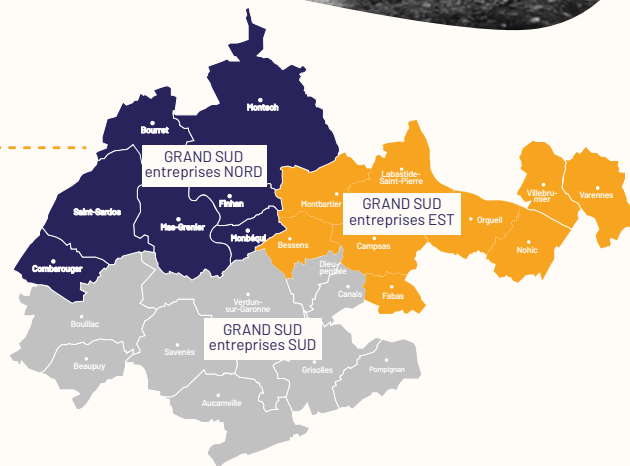 Montech
Bourret
GRAND SUD
entreprises NORD
Labastide-
Saint-Pierre
Villebru-
mier
Varennes
Finhan
Montbartier
GRAND SUD
entreprises EST
Saint-Sardos
Mas-Grenier
Orgueil
Monbéqui
Bessens
Campsas
Nohic
Comberouger
Dieu-
pentale
Canals
Fabas
Verdun-
sur-Garonne
Bouillac
GRAND SUD
entreprises SUD
Savenès
Beaupuy
Grisolles
Pompignan
Aucamville